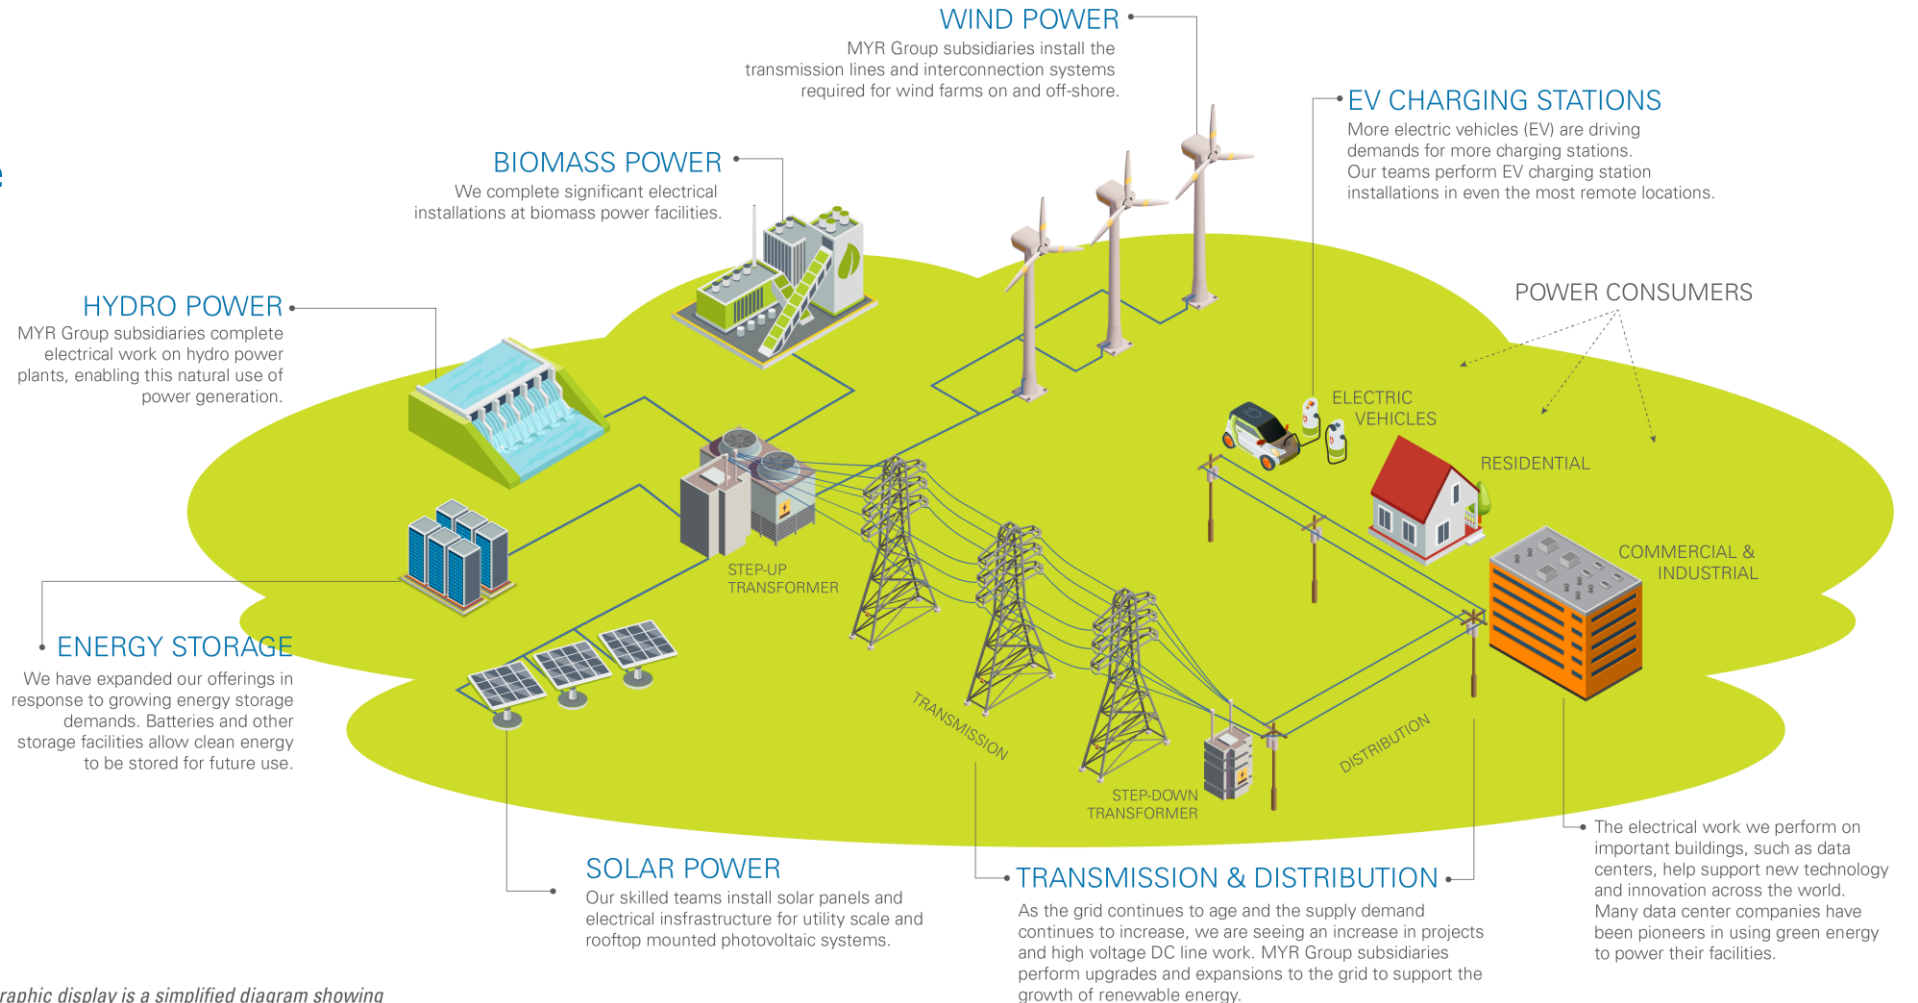 WIND POWER
MYR Group subsidiaries install the
transmission lines and interconnection systems
required for wind farms on and off-shore.
EV CHARGING STATIONS
More electric vehicles (EV) are driving
demands for more charging stations.
Our teams perform EV charging station
installations in even the most remote locations.
BIOMASS POWER
We complete significant electrical
installations at biomass power facilities.
e
HYDRO POWER
MYR Group subsidiaries complete
electrical work on hydro power
plants, enabling this natural use of
power generation.
POWER CONSUMERS
ELECTRIC
VEHICLES
RESIDENTIAL
COMMERCIAL &
INDUSTRIAL
STEP-UP
TRANSFORMER
ENERGY STORAGE
We have expanded our offerings in
response to growing energy storage
demands. Batteries and other
storage facilities allow clean energy
to be stored for future use.
TRANSMISSION
DISTRIBUTION
STEP-DOWN
TRANSFORMER
SOLAR POWER
Our skilled teams install solar panels and
electrical insfrastructure for utility scale and
rooftop mounted photovoltaic systems.
TRANSMISSION & DISTRIBUTION
As the grid continues to age and the supply demand
continues to increase, we are seeing an increase in projects
and high voltage DC line work. MYR Group subsidiaries
perform upgrades and expansions to the grid to support the
growth of renewable energy.
The electrical work we perform on
important buildings, such as data
centers, help support new technology
and innovation across the world.
Many data center companies have
been pioneers in using green energy
to power their facilities.
raphic display is a simplified diagram showing